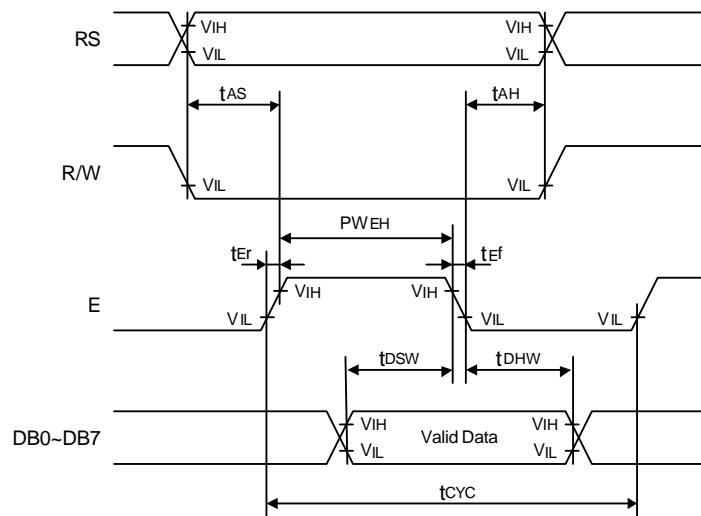 RS VIH VIH
VIL VIL
tAS tAH
R/W
VIL VIL
PWEH
tEr tEf
E VIH VIH
VIL VIL VIL
tDSW tDHW
VIH VIH
DB0~DB7 Valid Data
VIL VIL
tCYC